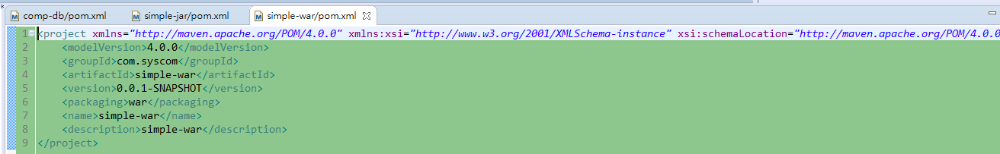 comp-db/pom.xml simple-jar/pom.xml simple-war/pom.xml
1 <project xmlns="http://maven.apache.org/POM/4.0.0" xmlns:xsi="http://www.w3.org/2001/XMLSchema-instance" xsi:schemaLocation="http://maven.apache.org/POM/4.0.0
2 <modelVersion>4.0.0</modelVersion>
3 <groupId>com.syscom</groupId>
4 <artifactId>simple-war</artifactId>
5 <version>0.0.1-SNAPSHOT</version>
6 <packaging>war</packaging>
7 <name>simple-war</name>
8 <description>simple-war</description>
9 </project>